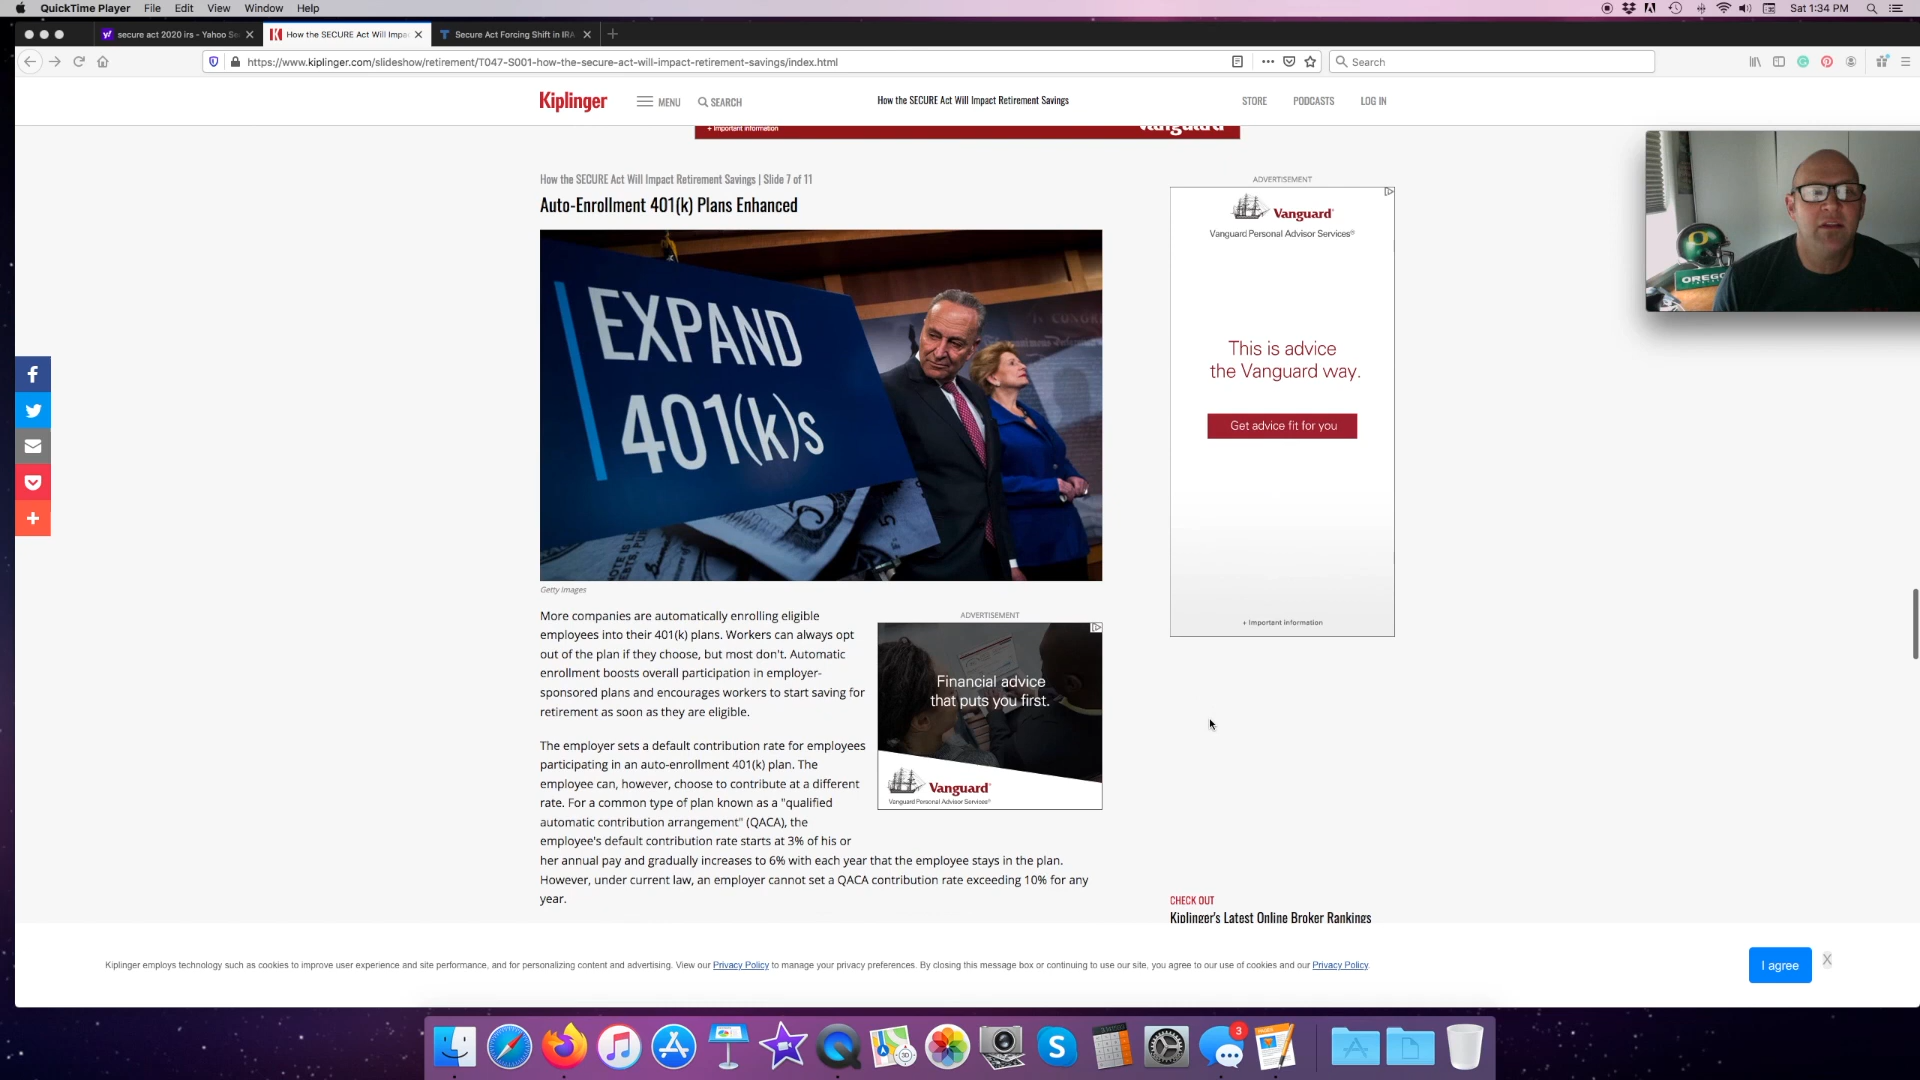 QuickTime Player File Edit View Window Help
Sat 1:34 PM
secure act 2020 irs - Yahoo Se
How the SECURE Act Will Impa
Secure Act Forcing Shift in IRA
https://www.kiplinger.com/slideshow/retirement/T047-S001-how-the-secure-act-will-impact-retirement-savings/index.html
Search
Kiplinger
MENU
SEARCH
How the SECURE Act Will Impact Retirement Savings
STORE
PODCASTS
LOG IN
+ Important information
Vanguard
How the SECURE Act Will Impact Retirement Savings | Slide 7 of 11
Auto-Enrollment 401(k) Plans Enhanced
EXPAND
401(k)s
Getty Images
More companies are automatically enrolling eligible
employees into their 401(k) plans. Workers can always opt
out of the plan if they choose, but most don't. Automatic
enrollment boosts overall participation in employer-
sponsored plans and encourages workers to start saving for
retirement as soon as they are eligible.
The employer sets a default contribution rate for employees
participating in an auto-enrollment 401(k) plan. The
employee can, however, choose to contribute at a different
rate. For a common type of plan known as a "qualified
automatic contribution arrangement" (QACA), the
employee's default contribution rate starts at 3% of his or
her annual pay and gradually increases to 6% with each year that the employee stays in the plan.
However, under current law, an employer cannot set a QACA contribution rate exceeding 10% for any
year.
ADVERTISEMENT
Financial advice
that puts you first.
Vanguard
Vanguard Personal Advisor Services®
ADVERTISEMENT
Vanguard®
Vanguard Personal Advisor Services®
This is advice
the Vanguard way.
Get advice fit for you
+ Important information
OREGO
CHECK OUT
Kiplinger's Latest Online Broker Rankings
Kiplinger employs technology such as cookies to improve user experience and site performance, and for personalizing content and advertising. View our Privacy Policy to manage your privacy preferences. By closing this message box or continuing to use our site, you agree to our use of cookies and our Privacy Policy.
I agree
X
3